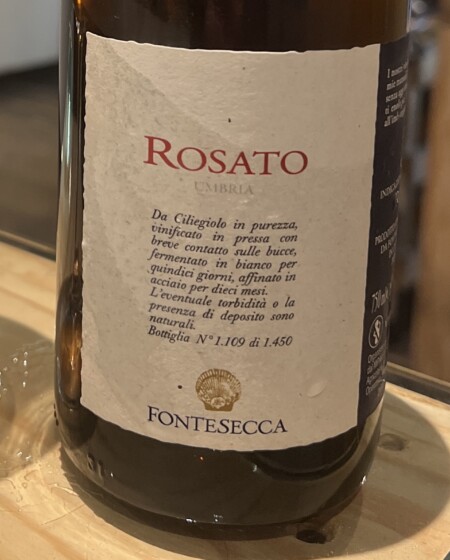 ROSATO
UMBRIA
Da Ciliegiolo in purezza,
vinificato in pressa con
breve contatto sulle bucce,
fermentato in bianco per
quindici giorni, affinato in
acciaio per dieci mesi.
L'eventuale torbidità o la
presenza di deposito sono
naturali.
Bottiglia N° 1.109 di 1.450
FONTESECCA